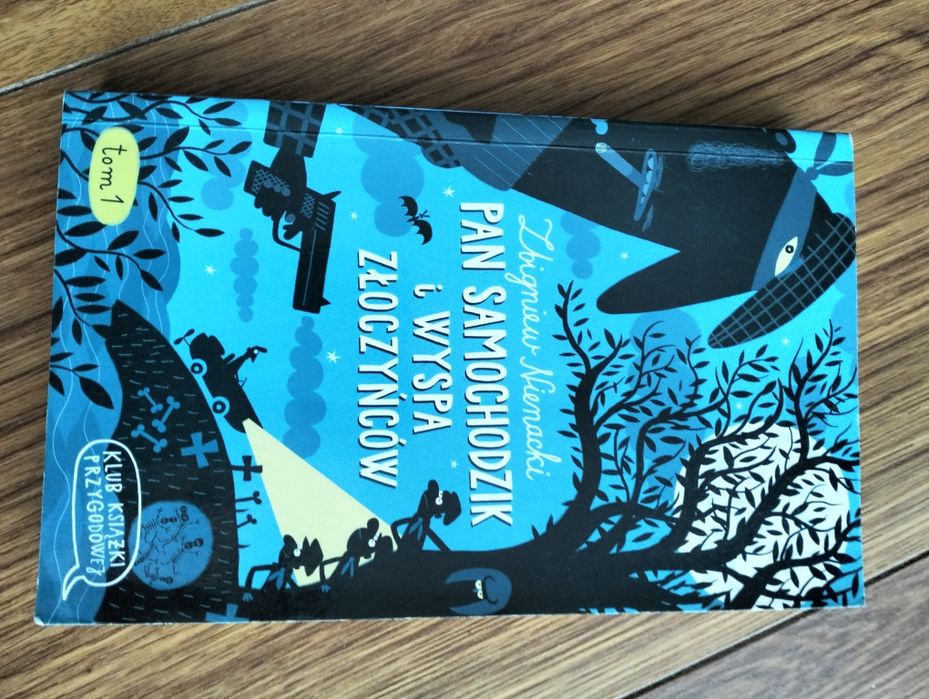 Zbigniew Nienacki
PAN SAMOCHODZIK
i WYSPA
ZŁOCZYŃCÓW
tom 1
KLUB KSIĄŻKI
PRZYGODOWEJ